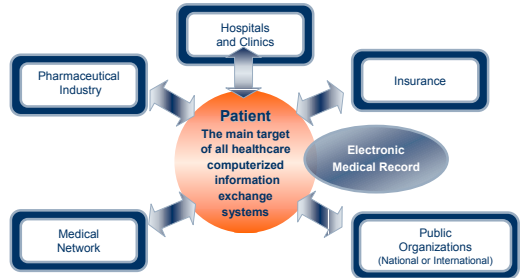 Hospitals
and Clinics
Pharmaceutical
Industry
Insurance
Patient
The main target
of all healthcare
computerized
information
exchange
systems
Electronic
Medical Record
Medical
Network
Public
Organizations
(National or International)